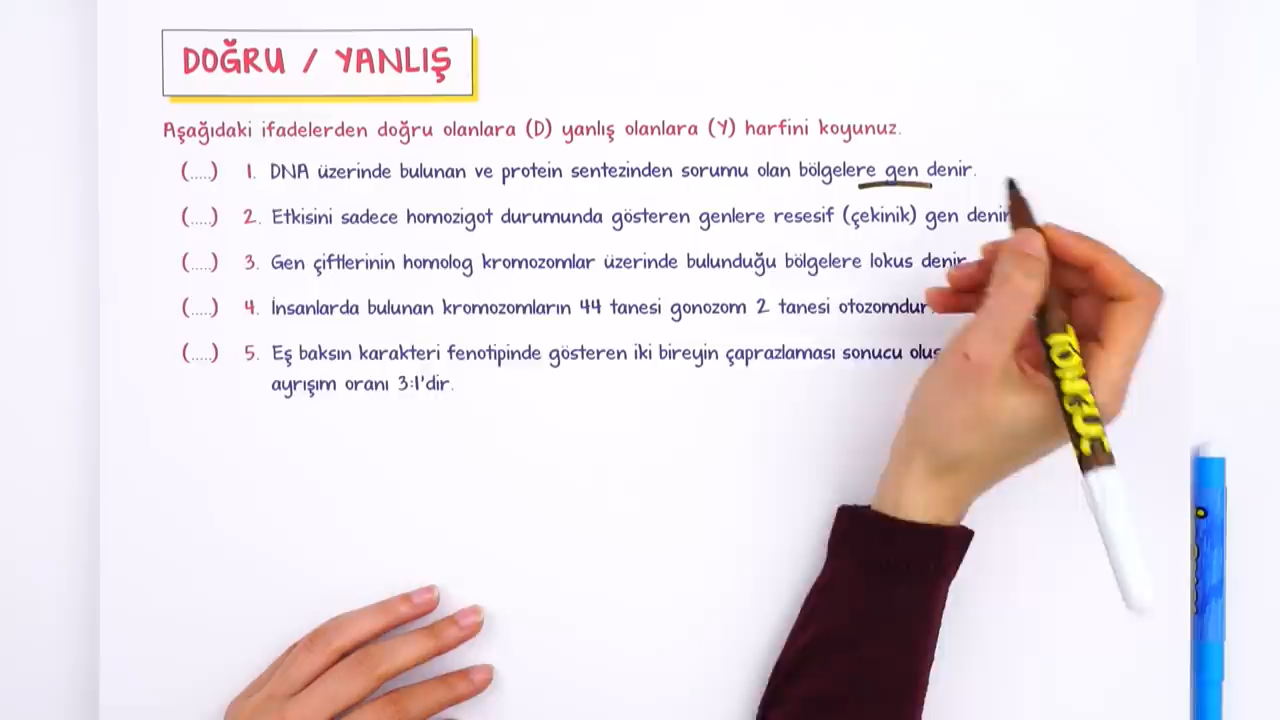 DOĞRU / YANLIŞ
Aşağıdaki ifadelerden doğru olanlara (D) yanlış olanlara (Y) harfini koyunuz.
(.....) 1. DNA üzerinde bulunan ve protein sentezinden sorumu olan bölgelere gen denir.
(.....) 2. Etkisini sadece homozigot durumunda gösteren genlere resesif (çekinik) gen denir
(.....) 3. Gen çiftlerinin homolog kromozomlar üzerinde bulunduğu bölgelere lokus denir.
(.....) 4. İnsanlarda bulunan kromozomların 44 tanesi gonozom 2 tanesi otozomdur.
(.....) 5. Eş baksın karakteri fenotipinde gösteren iki bireyin çaprazlaması sonucu
ayrışım oranı 3:1'dir.